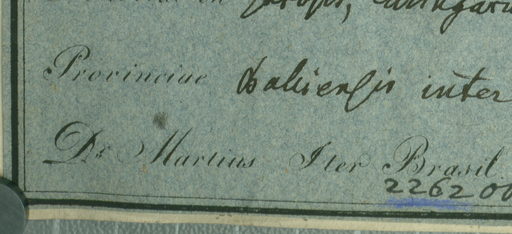 Provinciae Bahiensis inter
Dr. Martius Iter Brasil.
226200